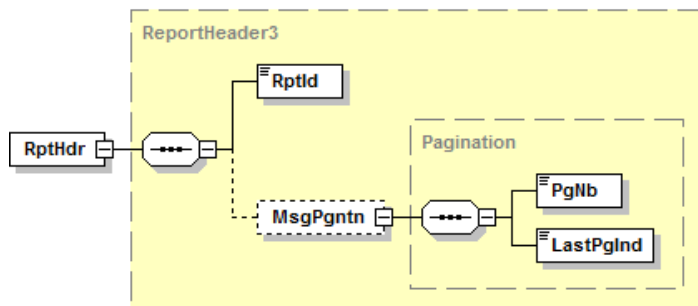 ReportHeader3
RptId
RptHdr
Pagination
PgNb
MsgPgntn
LastPgInd